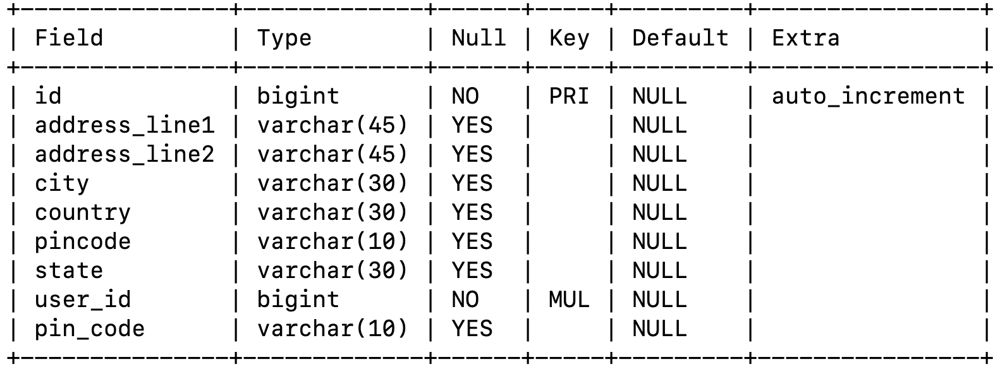 +----------------+-------------+------+-----+---------+----------------+
| Field          | Type        | Null | Key | Default | Extra          |
+----------------+-------------+------+-----+---------+----------------+
| id             | bigint      | NO   | PRI | NULL    | auto_increment |
| address_line1  | varchar(45) | YES  |     | NULL    |                |
| address_line2  | varchar(45) | YES  |     | NULL    |                |
| city           | varchar(30) | YES  |     | NULL    |                |
| country        | varchar(30) | YES  |     | NULL    |                |
| pincode        | varchar(10) | YES  |     | NULL    |                |
| state          | varchar(30) | YES  |     | NULL    |                |
| user_id        | bigint      | NO   | MUL | NULL    |                |
| pin_code       | varchar(10) | YES  |     | NULL    |                |
+----------------+-------------+------+-----+---------+----------------+